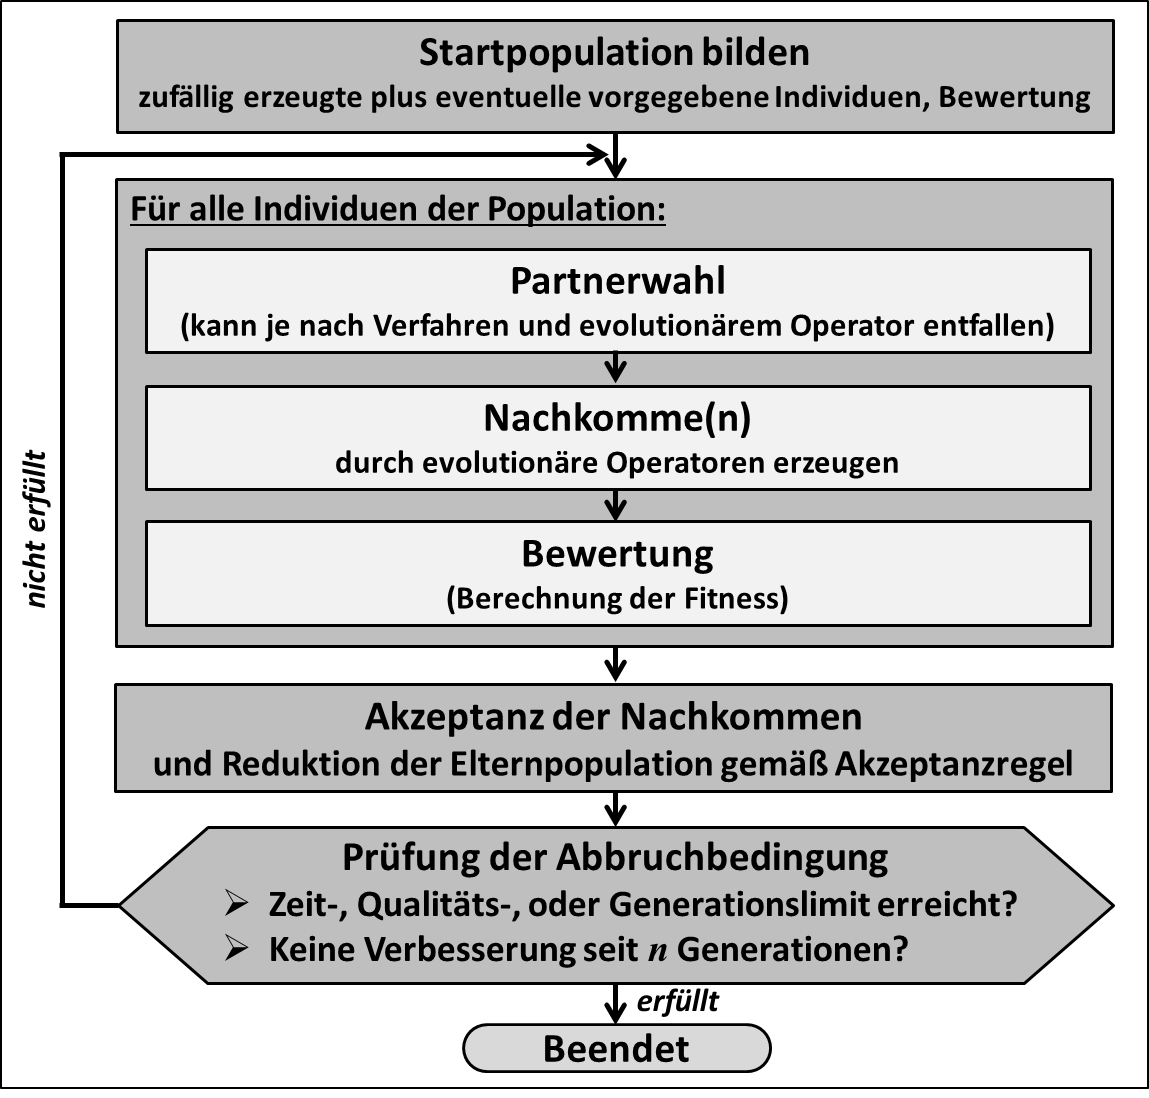 Startpopulation bilden
zufällig erzeugte plus eventuelle vorgegebene Individuen, Bewertung
Für alle Individuen der Population:
Partnerwahl
(kann je nach Verfahren und evolutionärem Operator entfallen)
Nachkomme(n)
durch evolutionäre Operatoren erzeugen
Bewertung
(Berechnung der Fitness)
nicht erfüllt
Akzeptanz der Nachkommen
und Reduktion der Elternpopulation gemäß Akzeptanzregel
Prüfung der Abbruchbedingung
➢ Zeit-, Qualitäts-, oder Generationslimit erreicht?
➢ Keine Verbesserung seit n Generationen?
erfüllt
Beendet